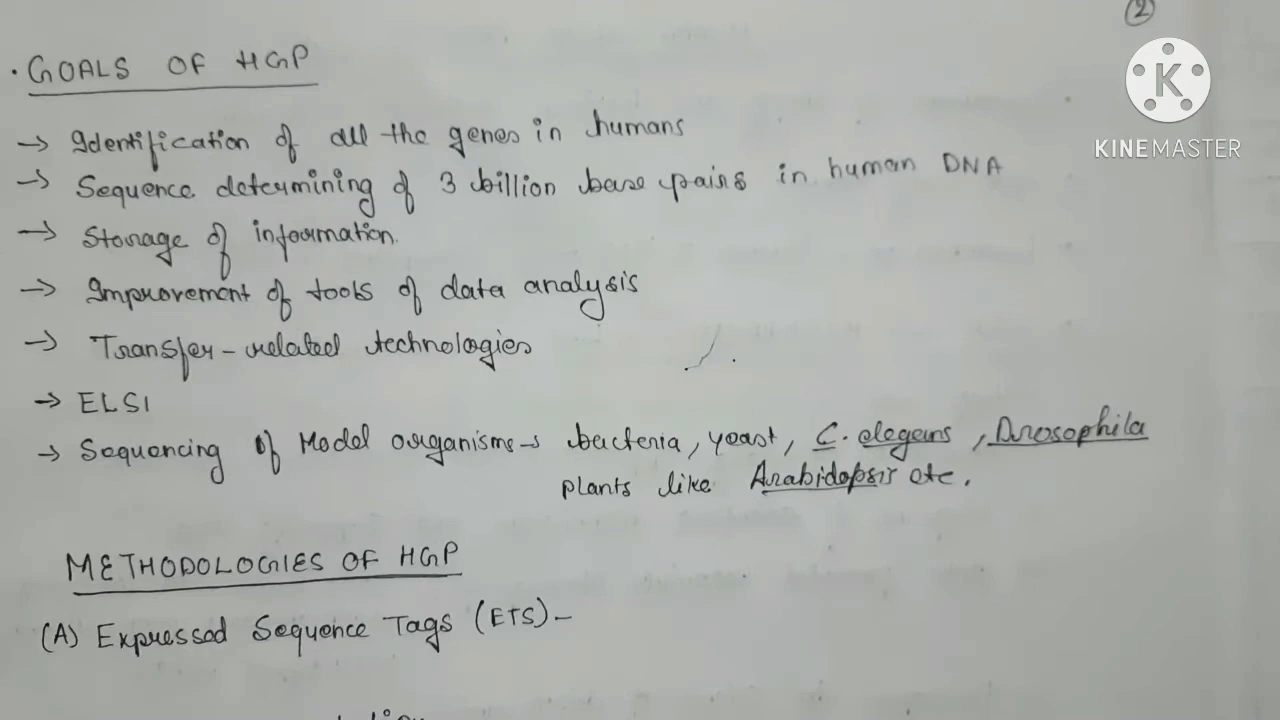 2
· GOALS OF HGP
K
KINEMASTER
→ Identification of all the genes in humans
→ Sequence determining of 3 billion base pairs in human DNA
→ Storage of information.
→ Improvement of tools of data analysis
→ Transfer - related technologies
→ ELSI
→ Sequencing of Model organisms → bacteria, yeast, C. elegans, Drosophila
plants like Arabidopsis etc.
METHODOLOGIES OF HGP
(A) Expressed Sequence Tags (ETS) -